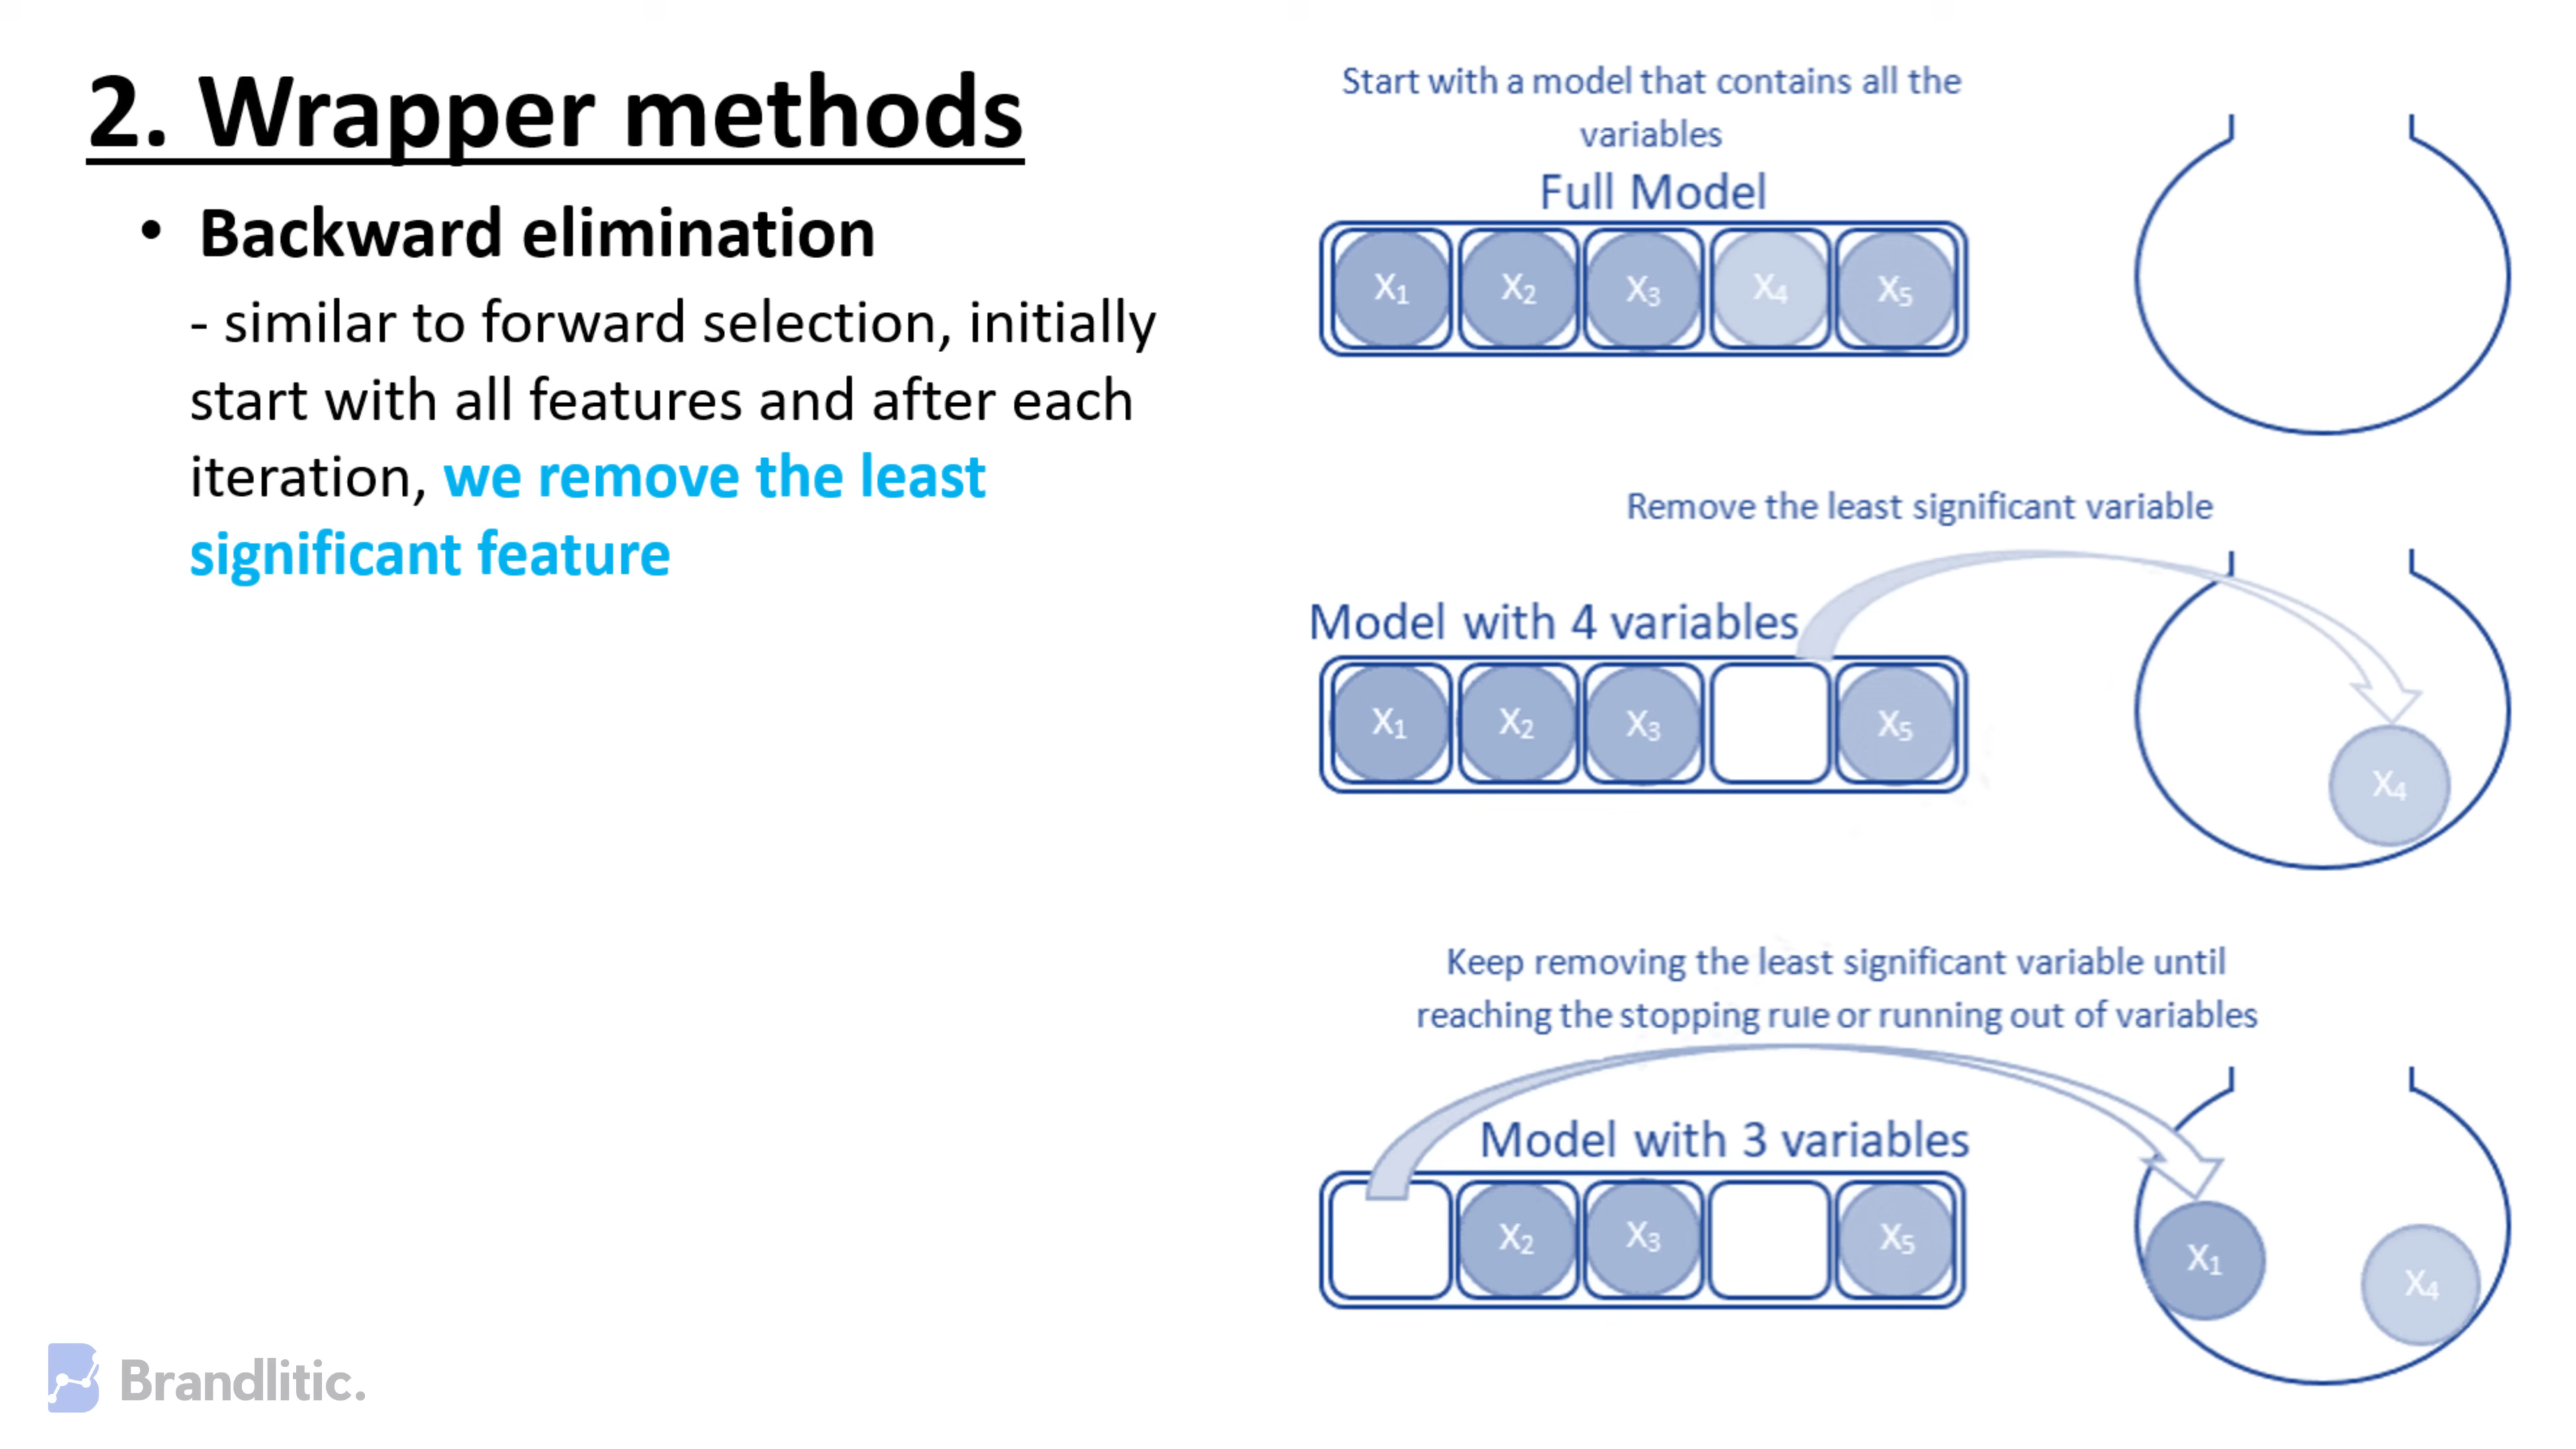 2. Wrapper methods
• Backward elimination
- similar to forward selection, initially
start with all features and after each
iteration, we remove the least
significant feature
Start with a model that contains all the
variables
Full Model
X₁ X₂ X₃ X₄ X₅
Remove the least significant variable
Model with 4 variables
X₁ X₂ X₃ X₅
X₄
Keep removing the least significant variable until
reaching the stopping rule or running out of variables
Model with 3 variables
X₂ X₃ X₅
X₁ X₄
Brandlitic.